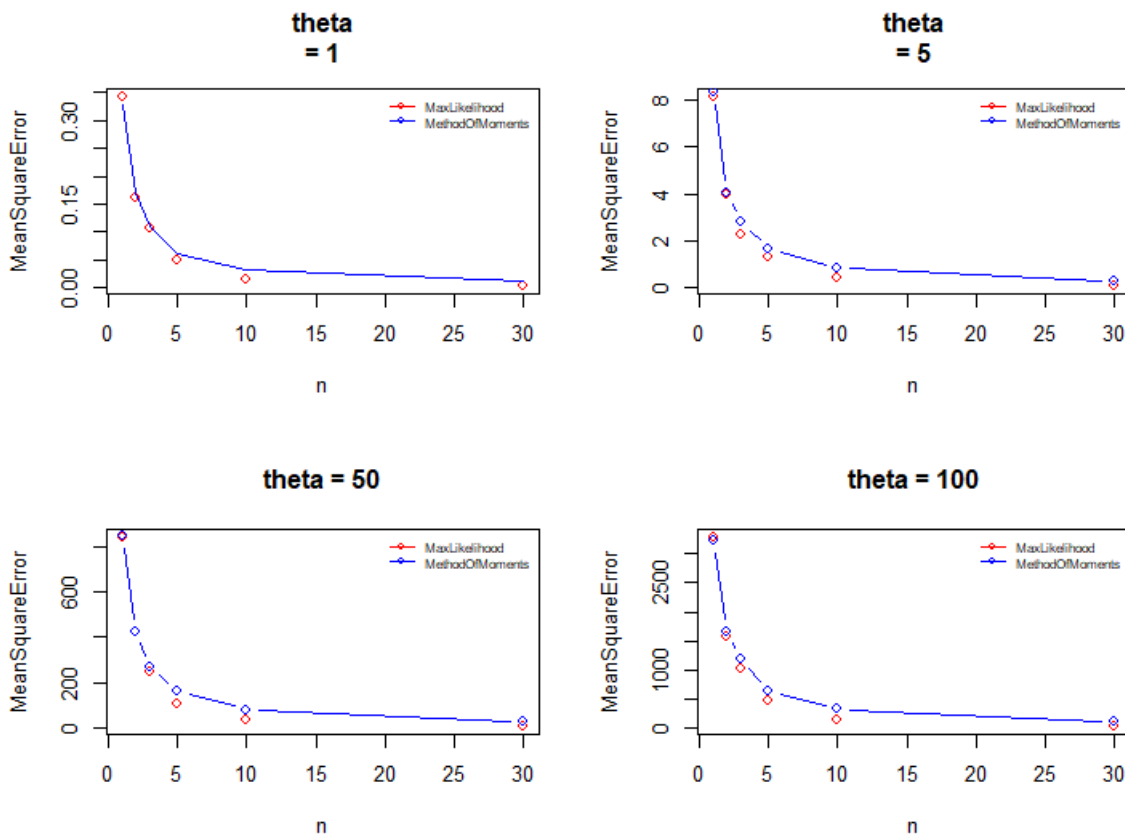 theta
= 1
MeanSquareError
0.00 0.15 0.30
MaxLikelihood
MethodOfMoments
0 5 10 15 20 25 30
n
theta
= 5
MeanSquareError
0 2 4 6 8
MaxLikelihood
MethodOfMoments
0 5 10 15 20 25 30
n
theta = 50
MeanSquareError
0 200 600
MaxLikelihood
MethodOfMoments
0 5 10 15 20 25 30
n
theta = 100
MeanSquareError
0 1000 2500
MaxLikelihood
MethodOfMoments
0 5 10 15 20 25 30
n